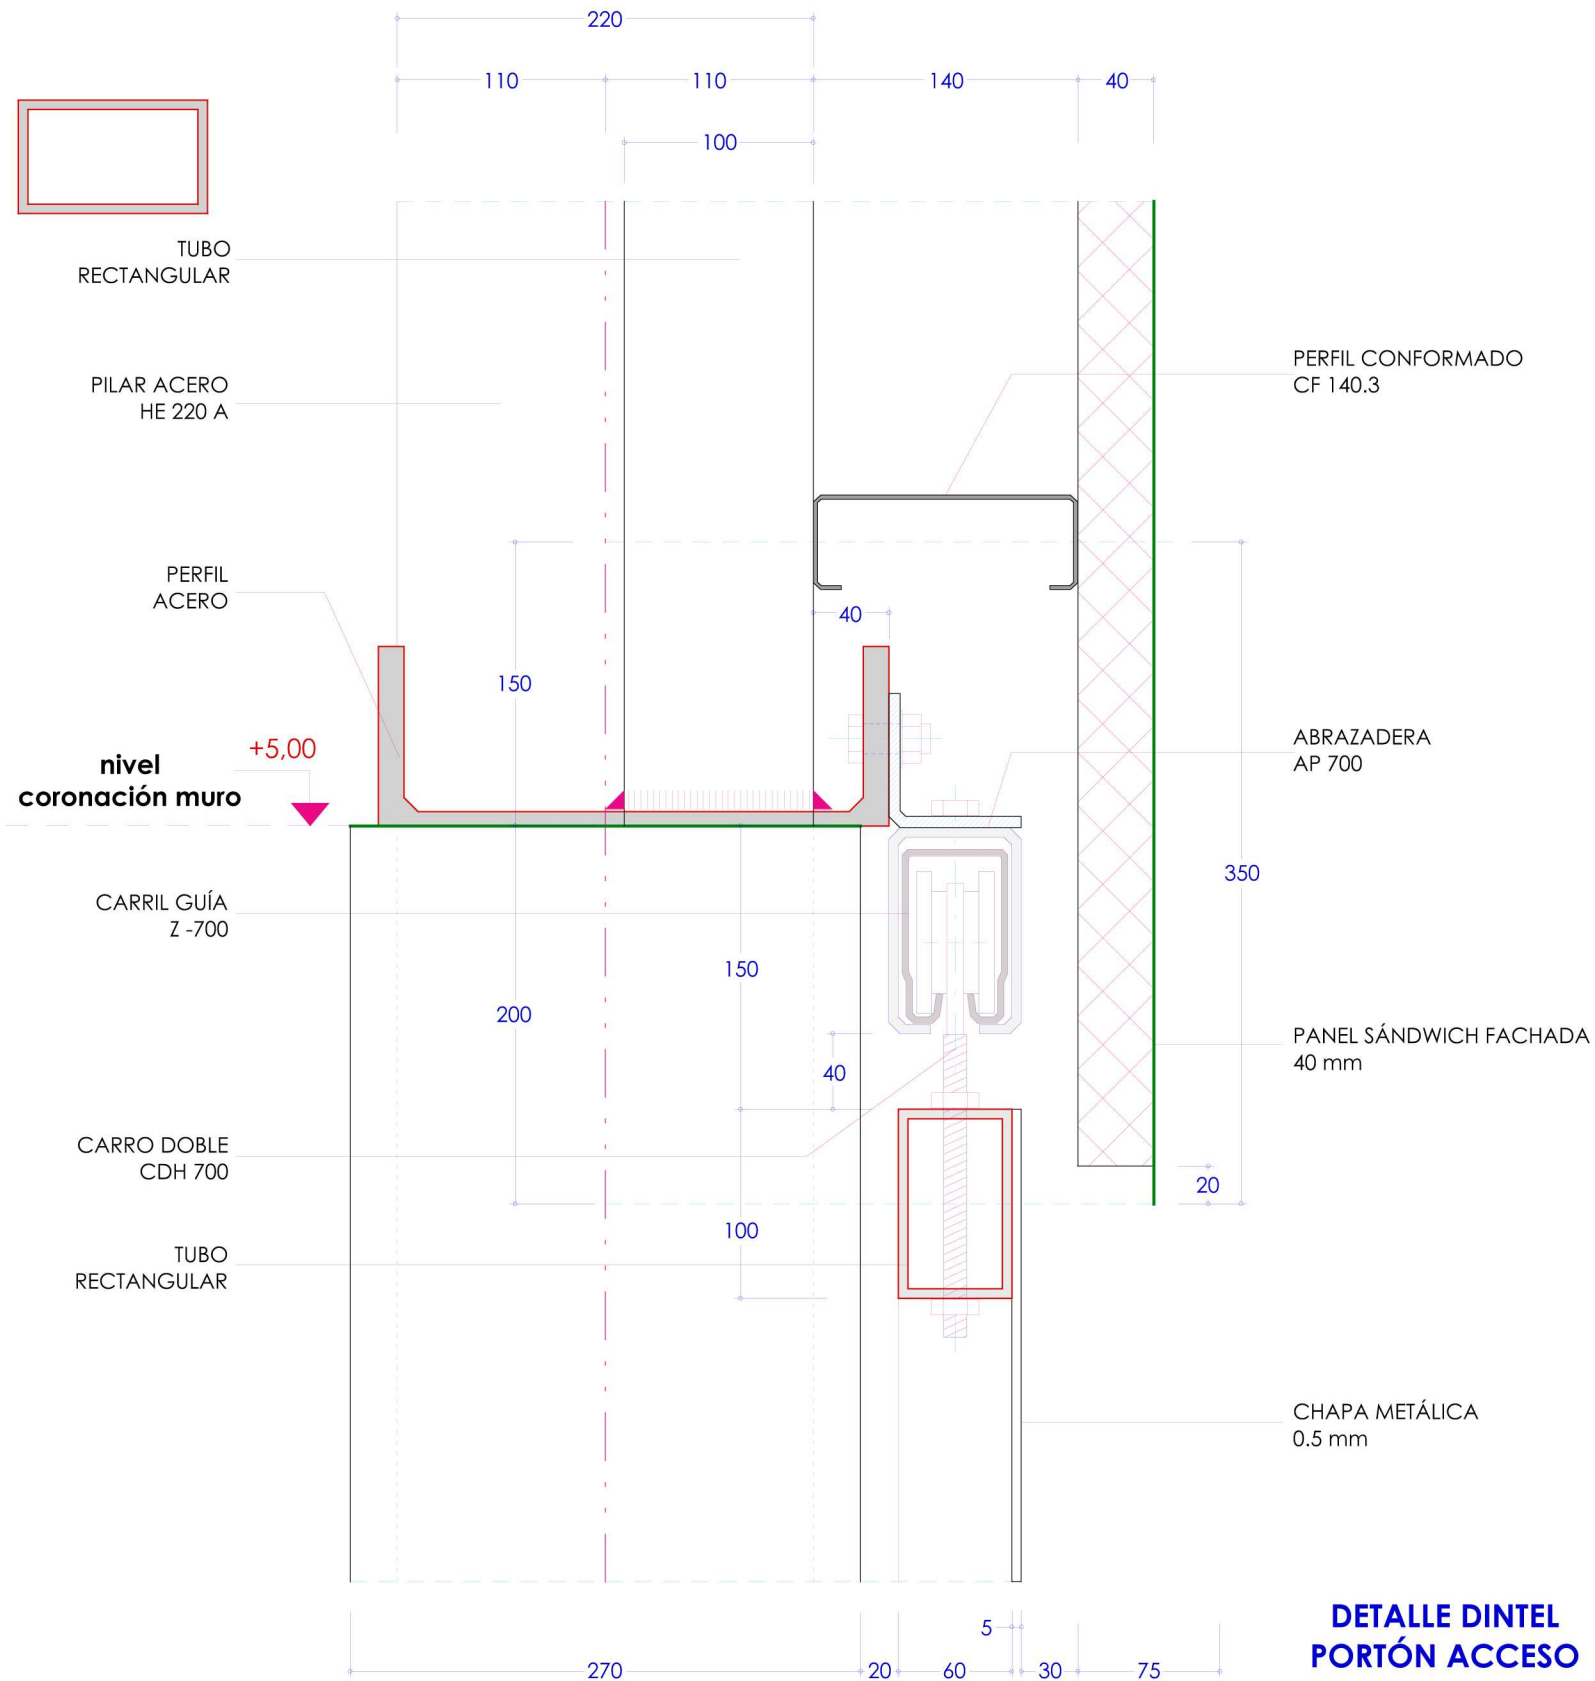 220
110
110
140
40
100
TUBO
RECTANGULAR
PILAR ACERO
HE 220 A
PERFIL CONFORMADO
CF 140.3
PERFIL
ACERO
40
150
+5,00
nivel
coronación muro
ABRAZADERA
AP 700
350
CARRIL GUÍA
Z -700
150
200
PANEL SÁNDWICH FACHADA
40 mm
40
CARRO DOBLE
CDH 700
20
100
TUBO
RECTANGULAR
CHAPA METÁLICA
0.5 mm
5
270
20
60
30
75
DETALLE DINTEL
PORTÓN ACCESO